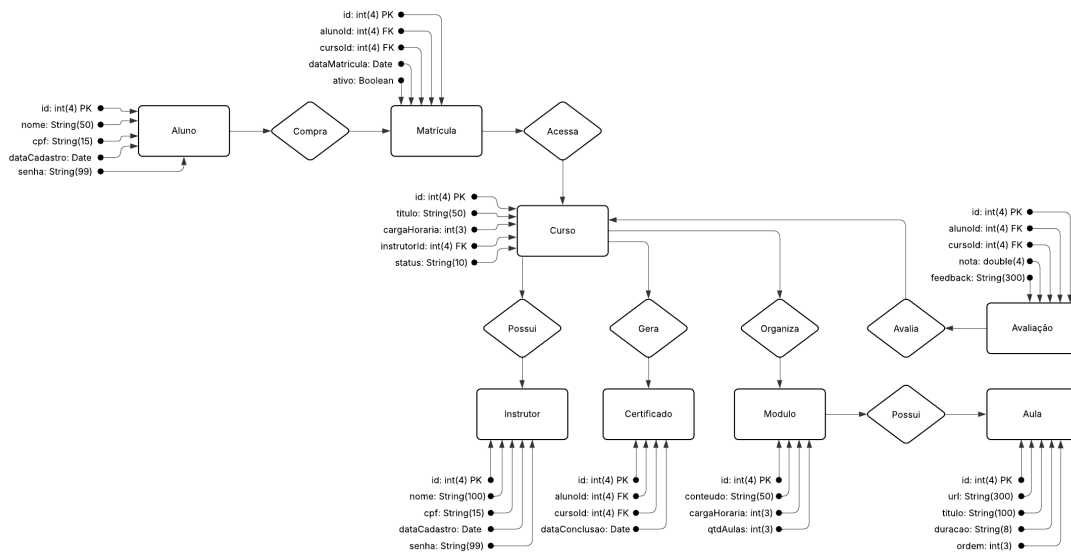 id: int(4) PK
alunoId: int(4) FK
cursoId: int(4) FK
dataMatricula: Date
ativo: Boolean
id: int(4) PK
nome: String(50)
cpf: String(15)
dataCadastro: Date
senha: String(99)
Aluno
Compra
Matrícula
Acessa
id: int(4) PK
titulo: String(50)
cargaHoraria: int(3)
instrutorId: int(4) FK
status: String(10)
Curso
id: int(4) PK
alunoId: int(4) FK
cursoId: int(4) FK
nota: double(4)
feedback: String(300)
Possui
Gera
Organiza
Avalia
Avaliação
Instrutor
Certificado
Modulo
Possui
Aula
id: int(4) PK
nome: String(100)
cpf: String(15)
dataCadastro: Date
senha: String(99)
id: int(4) PK
alunoId: int(4) FK
cursoId: int(4) FK
dataConclusao: Date
id: int(4) PK
conteudo: String(50)
cargaHoraria: int(3)
qtdAulas: int(3)
id: int(4) PK
url: String(300)
titulo: String(100)
duracao: String(8)
ordem: int(3)